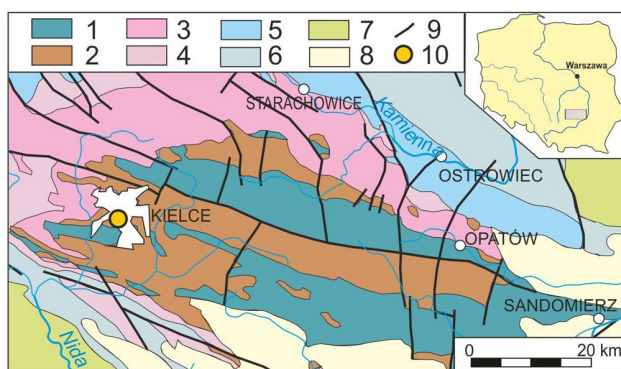 1 3 5 7 9
2 4 6 8 10
Warszawa
STARACHOWICE
Kamienna
OSTROWIEC
KIELCE
OPATÓW
SANDOMIERZ
Nida
0 20 km